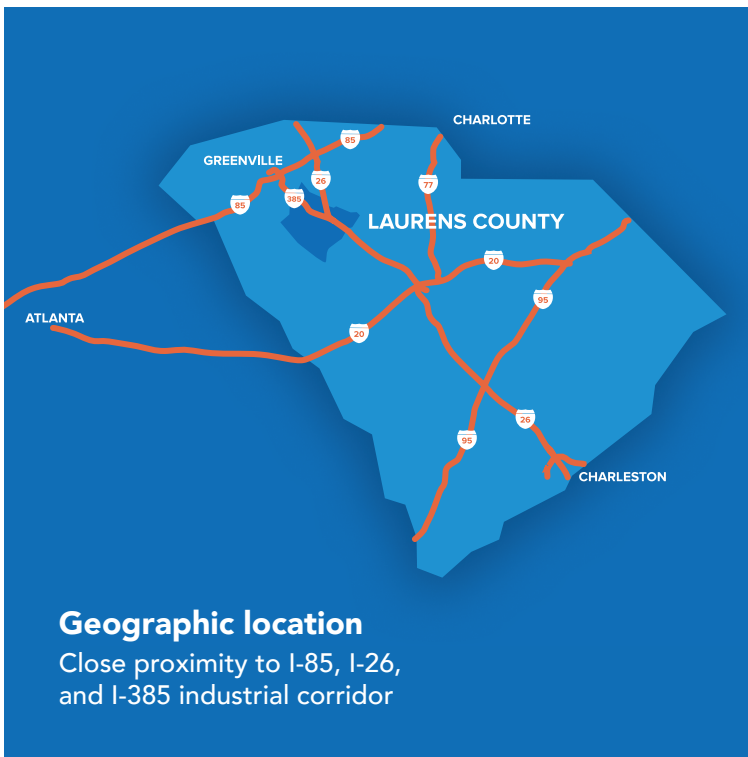 CHARLOTTE
85
GREENVILLE
26
77
385
85
LAURENS COUNTY
20
95
ATLANTA
20
26
95
CHARLESTON
Geographic location
Close proximity to I-85, I-26,
and I-385 industrial corridor